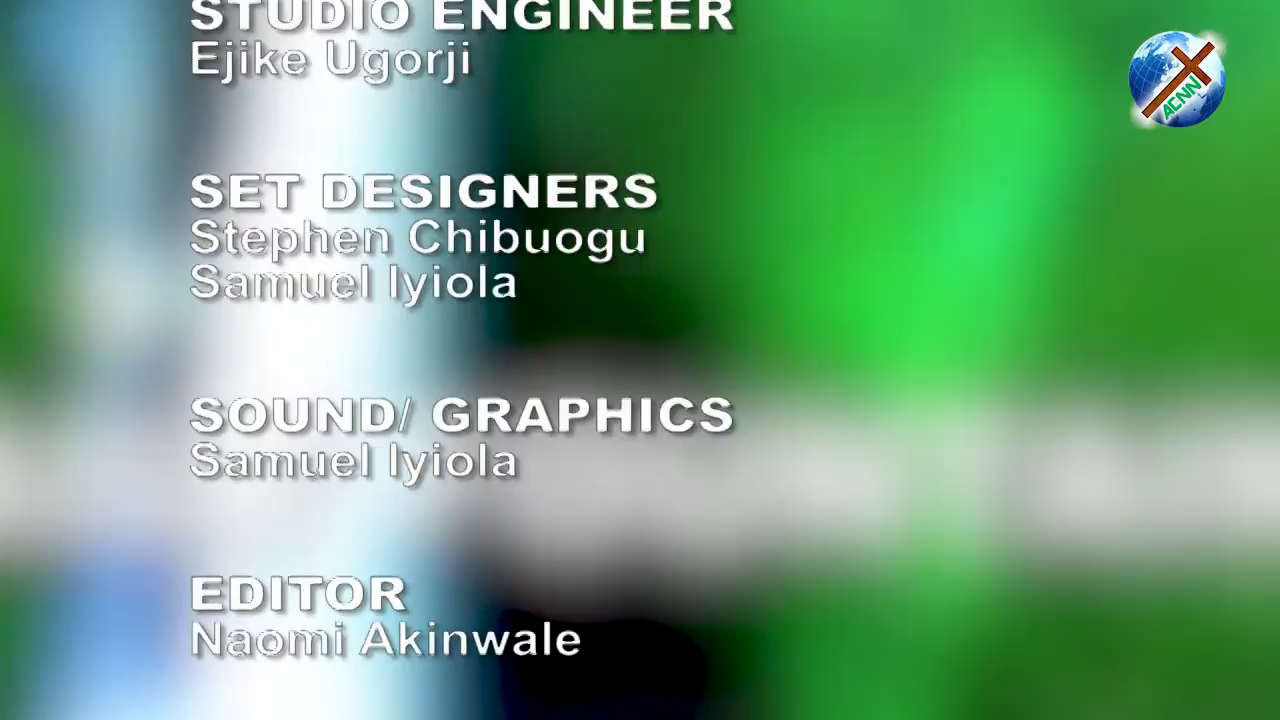 STUDIO ENGINEER
Ejike Ugorji
ACNN
SET DESIGNERS
Stephen Chibuogu
Samuel Iyiola
SOUND/ GRAPHICS
Samuel Iyiola
EDITOR
Naomi Akinwale